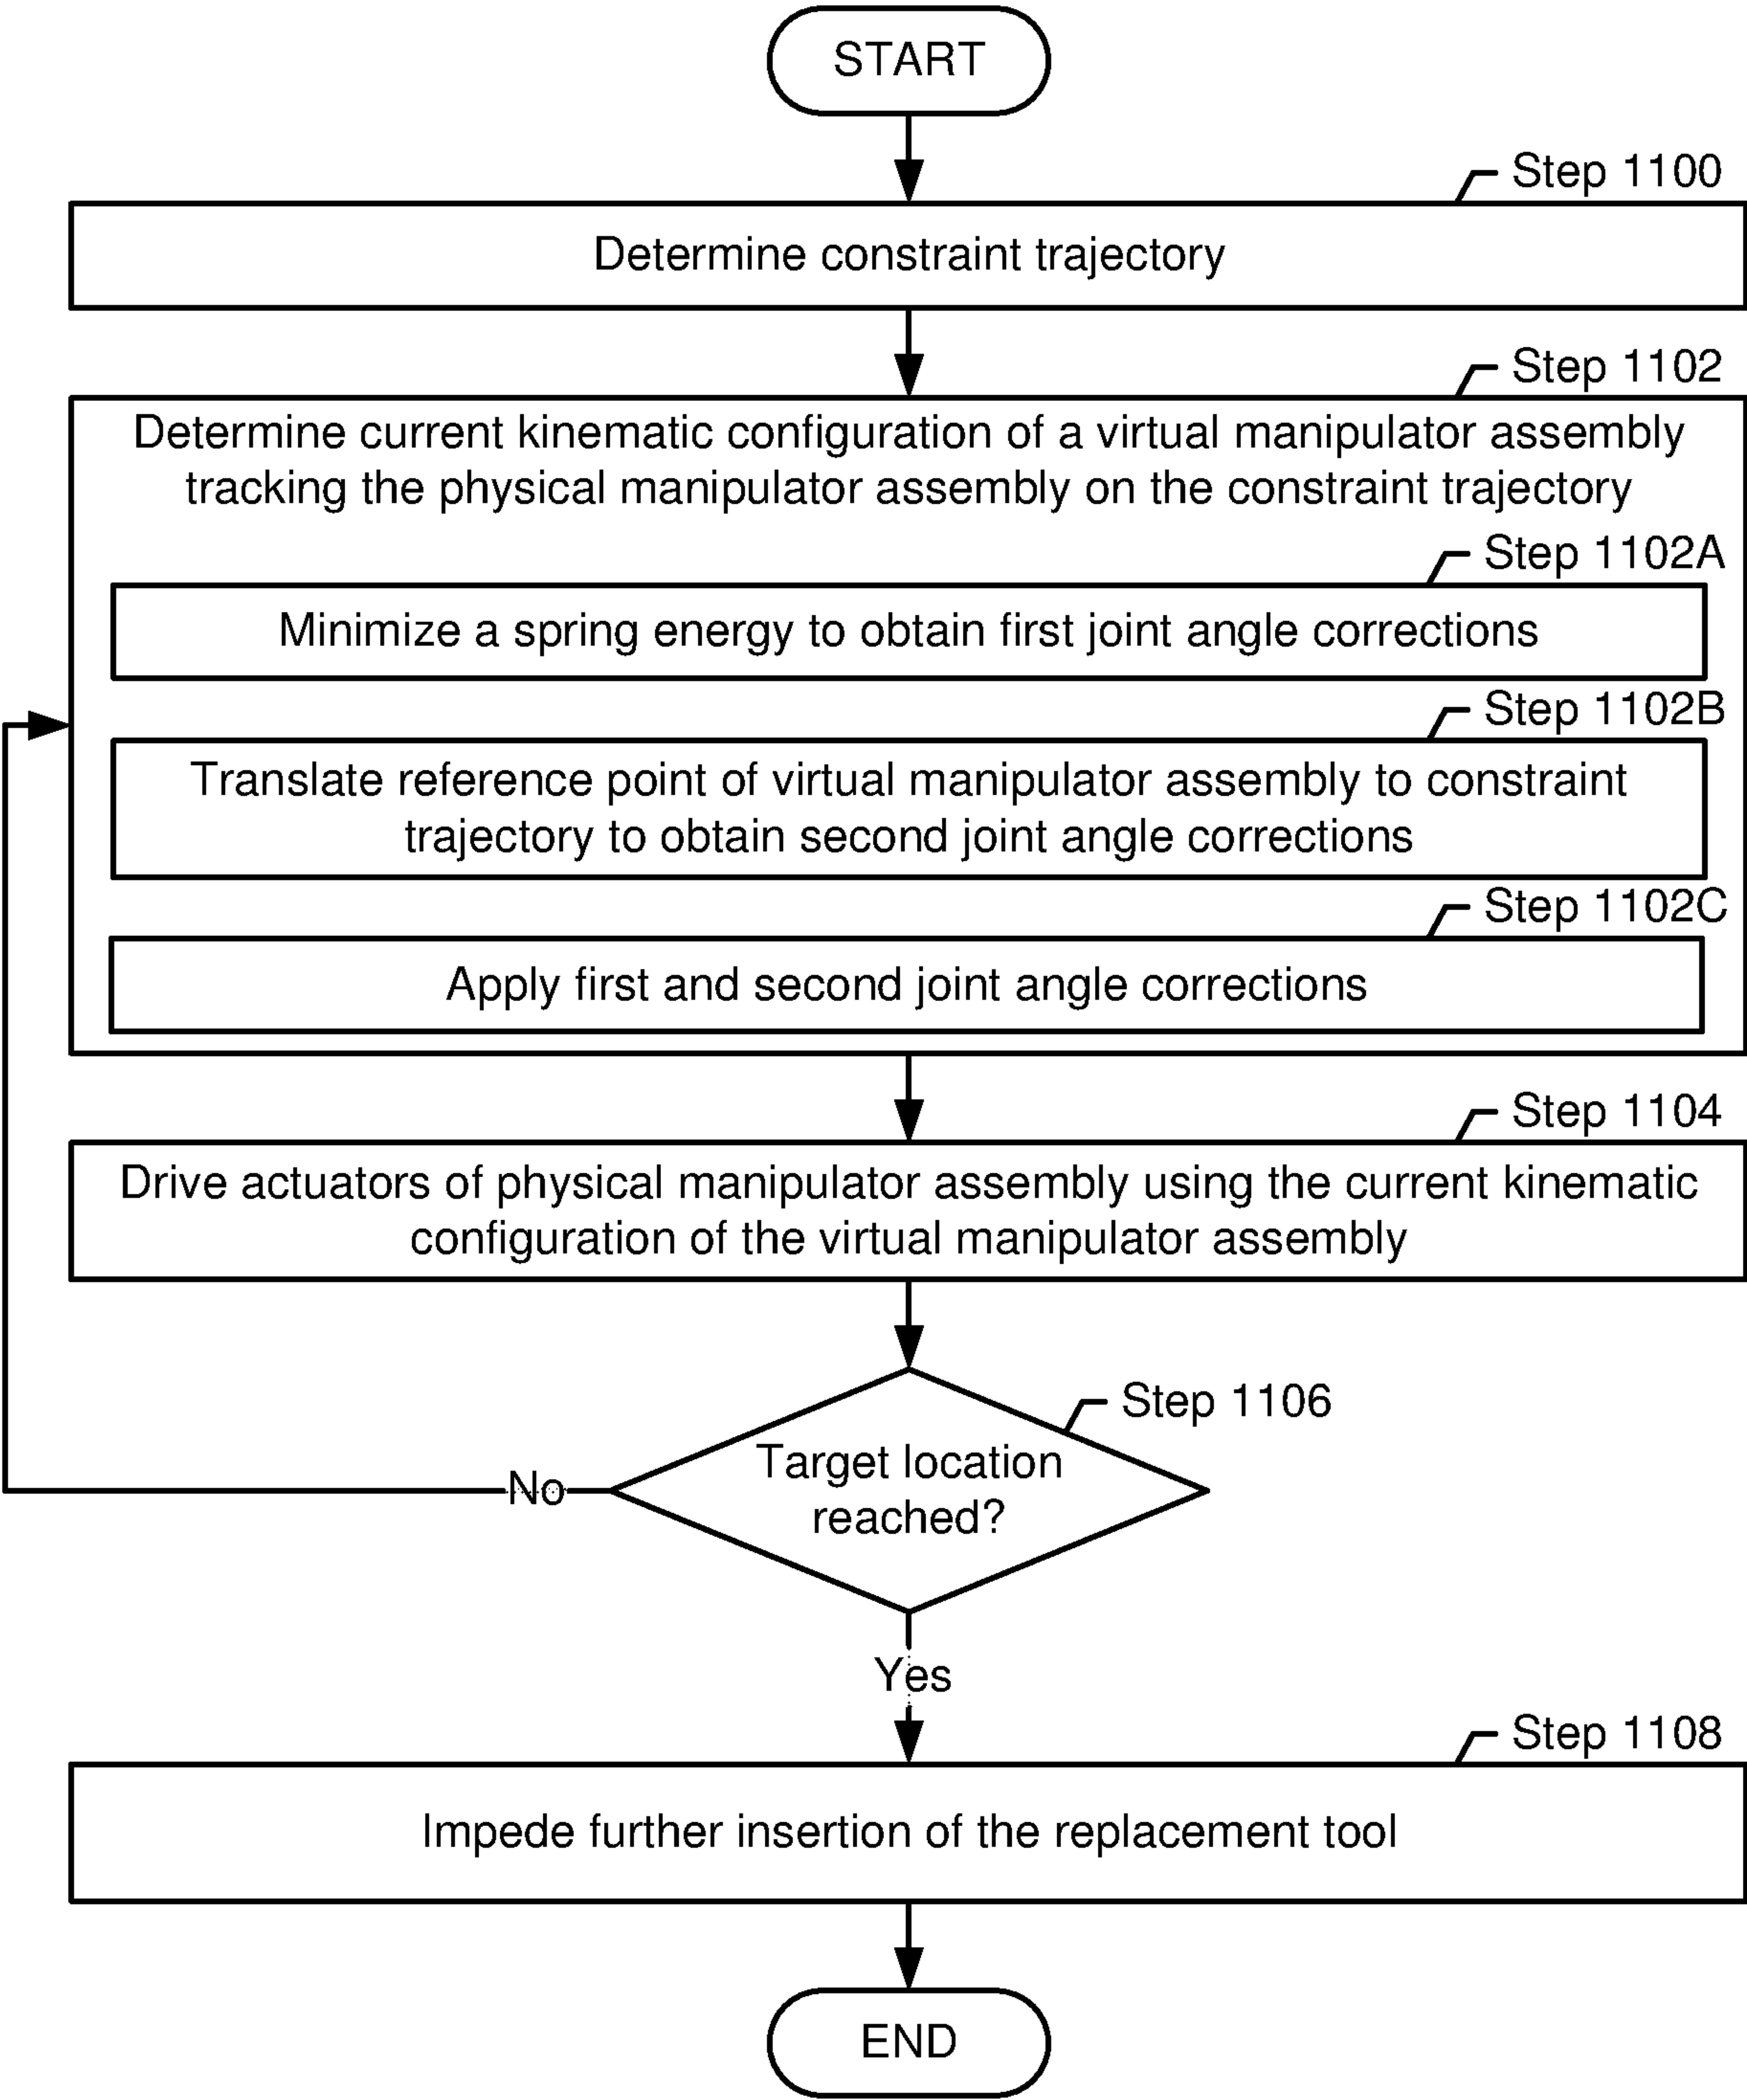 START
Step 1100
Determine constraint trajectory
Step 1102
Determine current kinematic configuration of a virtual manipulator assembly
tracking the physical manipulator assembly on the constraint trajectory
Step 1102A
Minimize a spring energy to obtain first joint angle corrections
Step 1102B
Translate reference point of virtual manipulator assembly to constraint
trajectory to obtain second joint angle corrections
Step 1102C
Apply first and second joint angle corrections
Step 1104
Drive actuators of physical manipulator assembly using the current kinematic
configuration of the virtual manipulator assembly
Step 1106
Target location
reached?
No
Yes
Step 1108
Impede further insertion of the replacement tool
END